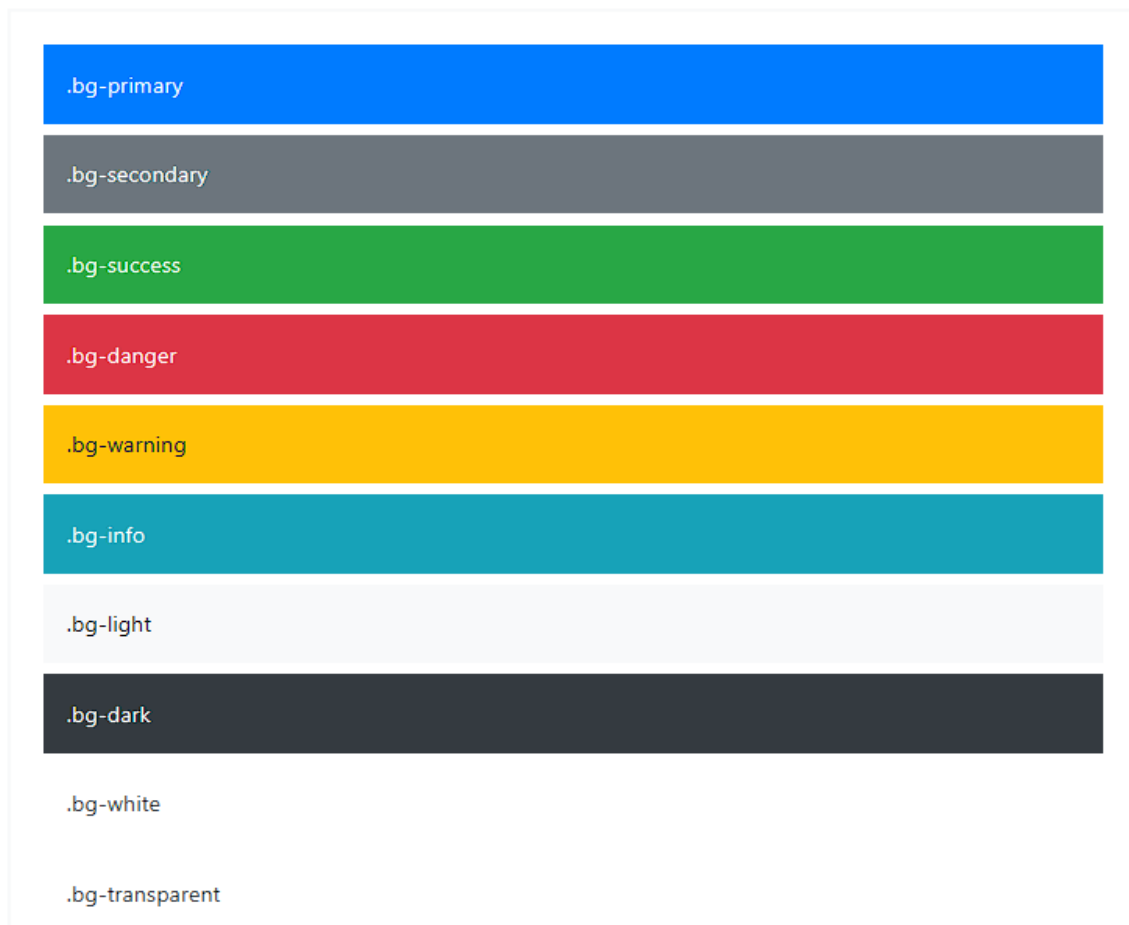 .bg-primary
.bg-secondary
.bg-success
.bg-danger
.bg-warning
.bg-info
.bg-light
.bg-dark
.bg-white
.bg-transparent